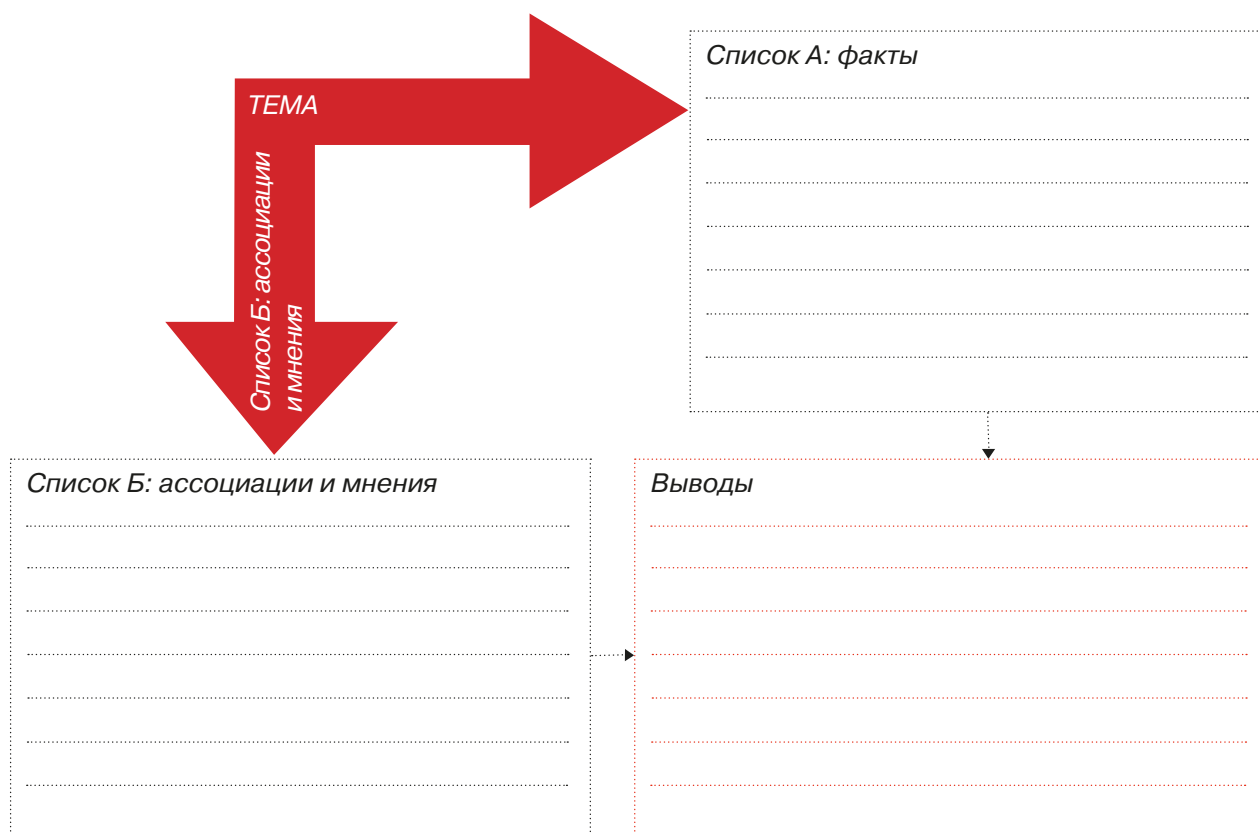 Список А: факты
ТЕМА
Список Б: ассоциации
и мнения
Список Б: ассоциации и мнения
Выводы